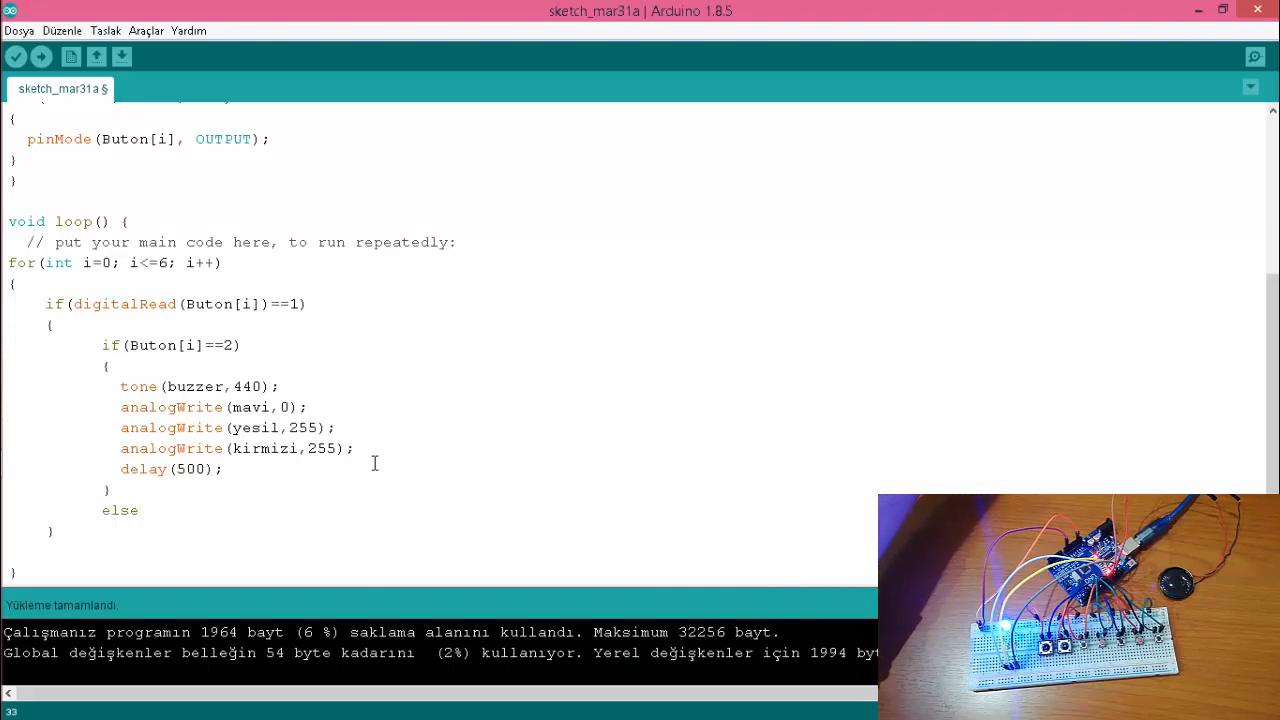 sketch_mar31a | Arduino 1.8.5
Dosya Düzenle Taslak Araçlar Yardım
sketch_mar31a §
{
pinMode(Buton[i], OUTPUT);
}
}
void loop() {
// put your main code here, to run repeatedly:
for(int i=0; i<=6; i++)
{
if(digitalRead(Buton[i])==1)
{
if(Buton[i]==2)
{
tone(buzzer,440);
analogWrite(mavi,0);
analogWrite(yesil,255);
analogWrite(kirmizi,255);
delay(500);
}
else
}
}
Yükleme tamamlandı.
Çalışmanız programın 1964 bayt (6 %) saklama alanını kullandı. Maksimum 32256 bayt.
Global değişkenler belleğin 54 byte kadarını (2%) kullanıyor. Yerel değişkenler için 1994 byt
33